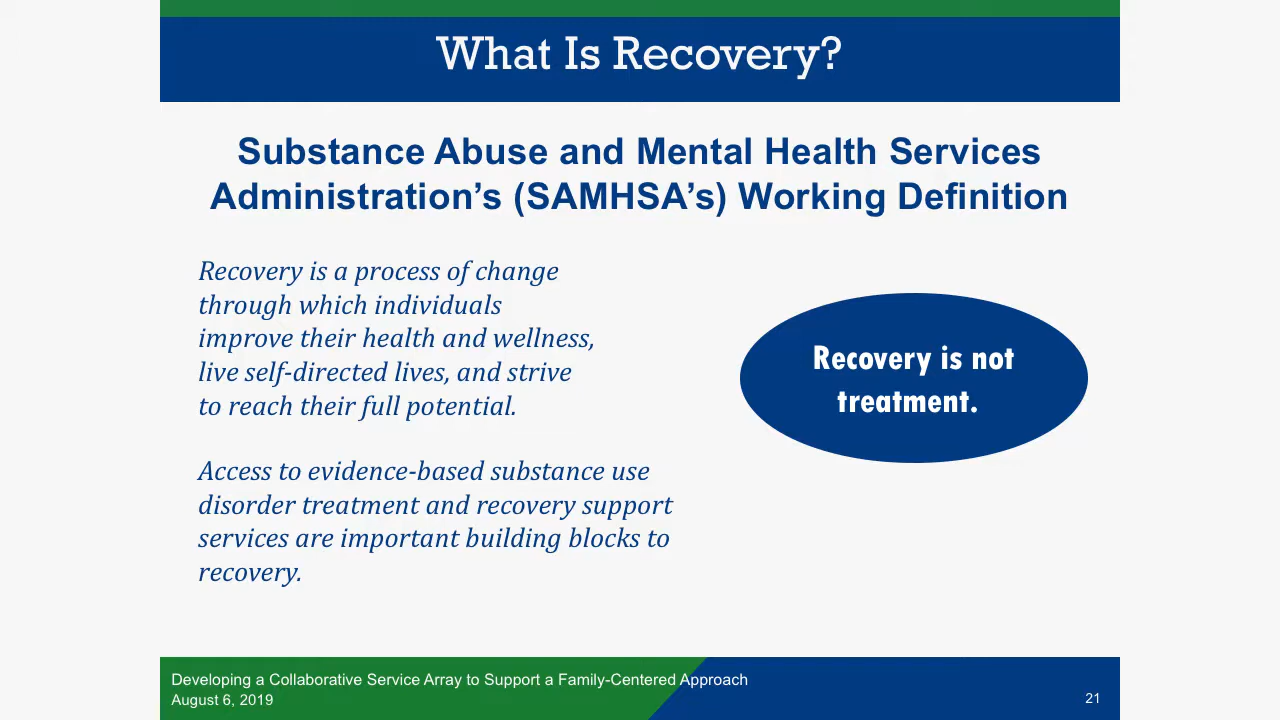 What Is Recovery?
Substance Abuse and Mental Health Services
Administration’s (SAMHSA’s) Working Definition
Recovery is a process of change
through which individuals
improve their health and wellness,
live self-directed lives, and strive
to reach their full potential.
Access to evidence-based substance use
disorder treatment and recovery support
services are important building blocks to
recovery.
Recovery is not
treatment.
Developing a Collaborative Service Array to Support a Family-Centered Approach
August 6, 2019
21